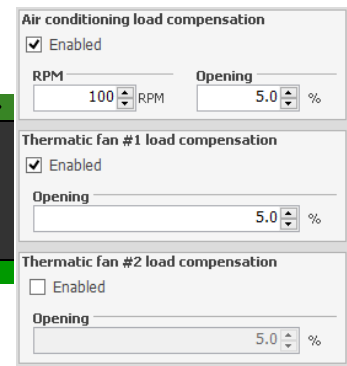 Air conditioning load compensation
Enabled
RPM Opening
100 RPM 5.0 %
Thermatic fan #1 load compensation
Enabled
Opening
5.0 %
Thermatic fan #2 load compensation
Enabled
Opening
5.0 %